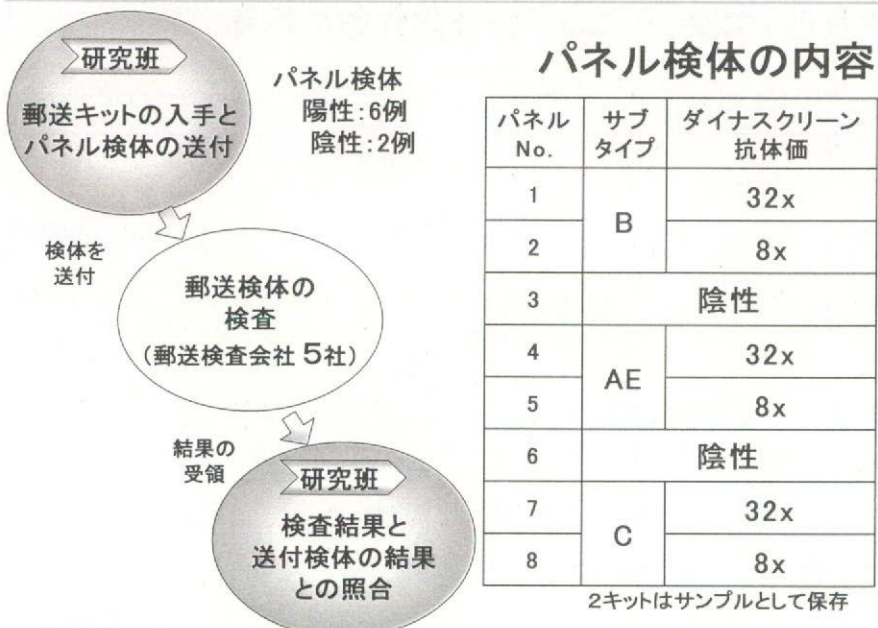 研究班
郵送キットの入手と
パネル検体の送付
パネル検体
陽性:6例
陰性:2例
検体を
送付
郵送検体の
検査
(郵送検査会社5社)
結果の
受領
研究班
検査結果と
送付検体の結果
との照合
パネル検体の内容
パネル No. サブタイプ ダイナスクリーン抗体価
1 B 32x
2 8x
3 陰性
4 AE 32x
5 8x
6 陰性
7 C 32x
8 8x
2キットはサンプルとして保存